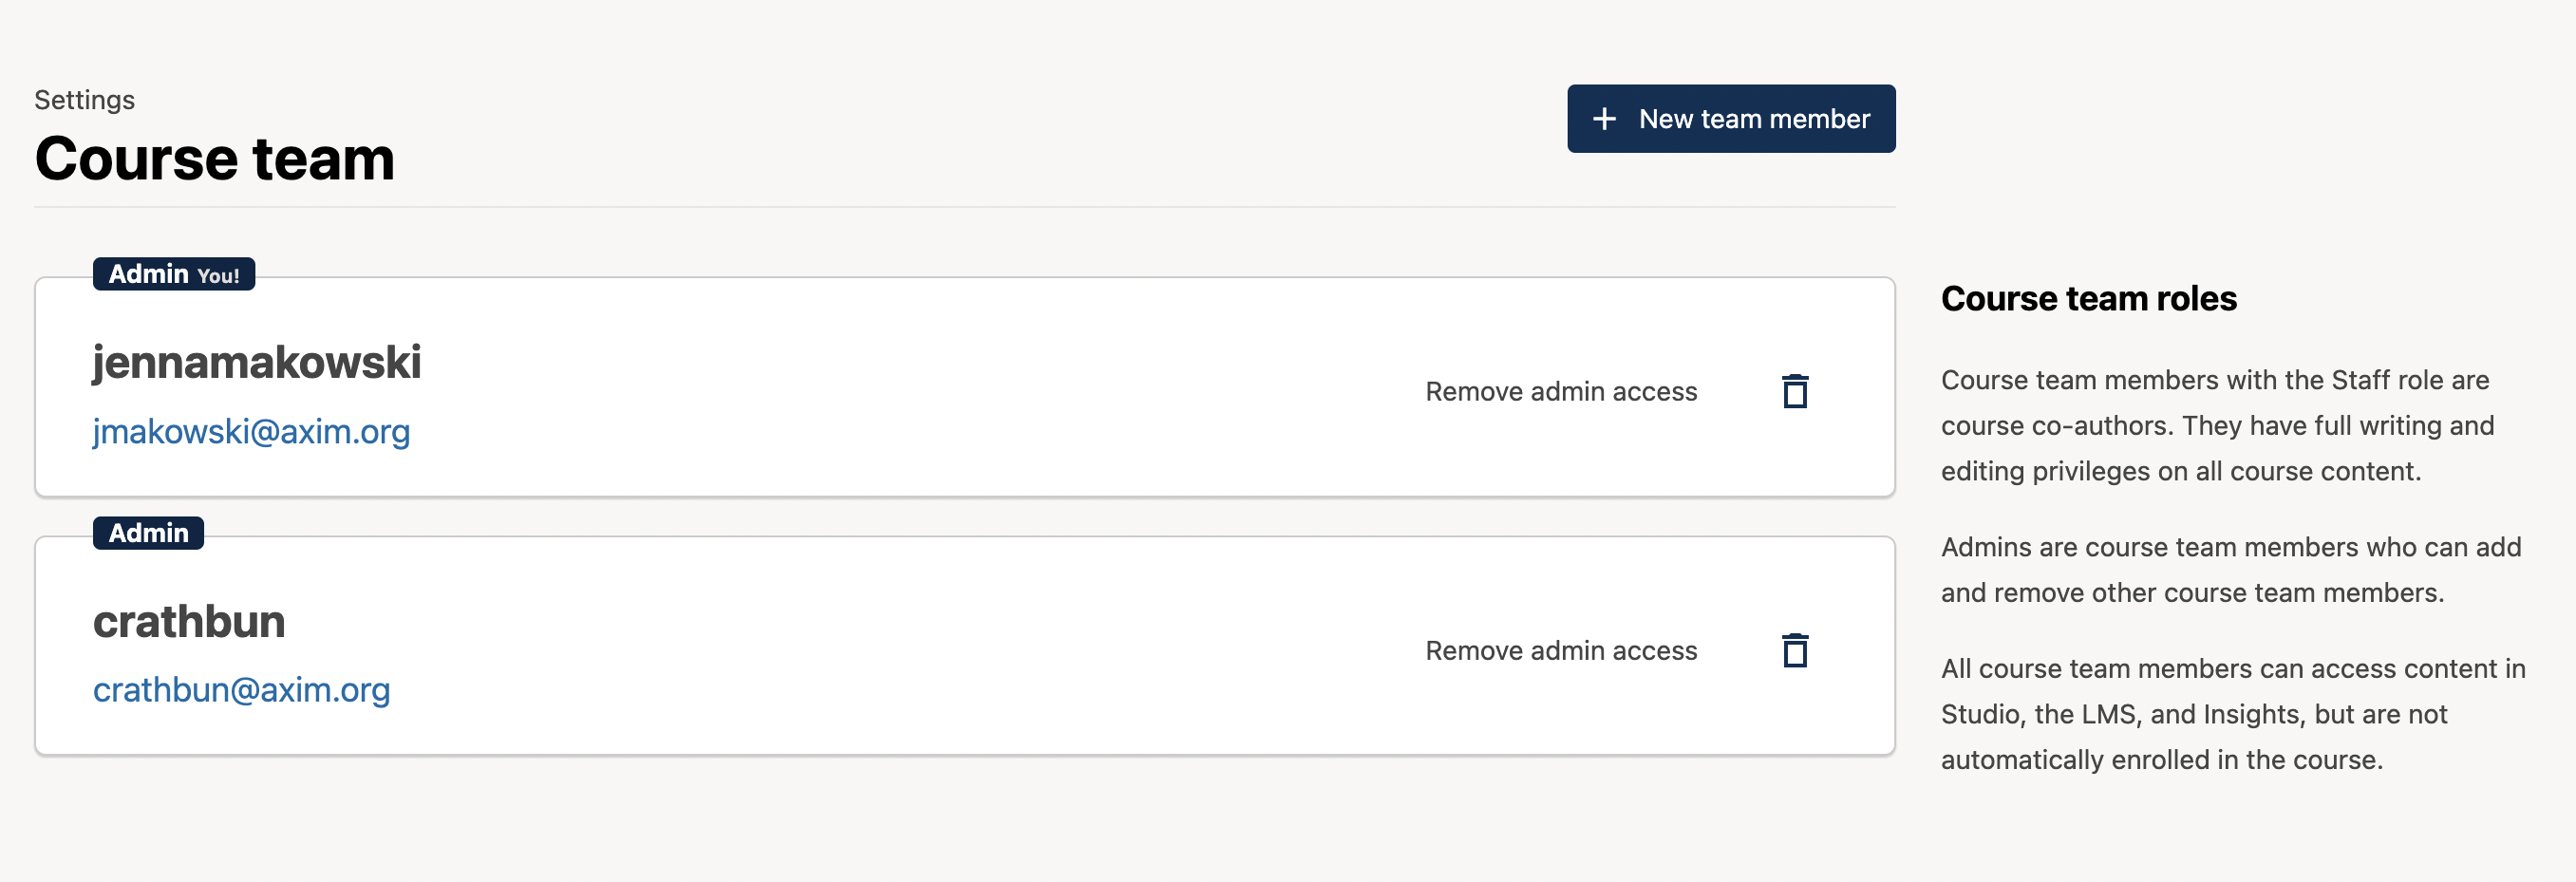 Settings
Course team
+ New team member
Admin You!
jennamakowski
jmakowski@axim.org
Remove admin access
Admin
crathbun
crathbun@axim.org
Remove admin access
Course team roles
Course team members with the Staff role are
course co-authors. They have full writing and
editing privileges on all course content.
Admins are course team members who can add
and remove other course team members.
All course team members can access content in
Studio, the LMS, and Insights, but are not
automatically enrolled in the course.